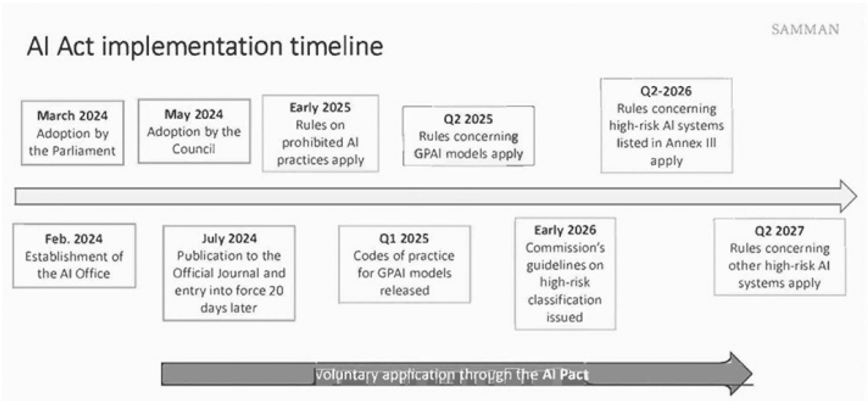 SAMMAN
AI Act implementation timeline
March 2024
Adoption by
the Parliament
May 2024
Adoption by the
Council
Early 2025
Rules on
prohibited AI
practices apply
Q2 2025
Rules concerning
GPAI models apply
Q2-2026
Rules concerning
high-risk AI systems
listed in Annex III
apply
Feb. 2024
Establishment of
the AI Office
July 2024
Publication to the
Official Journal and
entry into force 20
days later
Q1 2025
Codes of practice
for GPAI models
released
Early 2026
Commission's
guidelines on
high-risk
classification
issued
Q2 2027
Rules concerning
other high-risk AI
systems apply
Voluntary application through the AI Pact